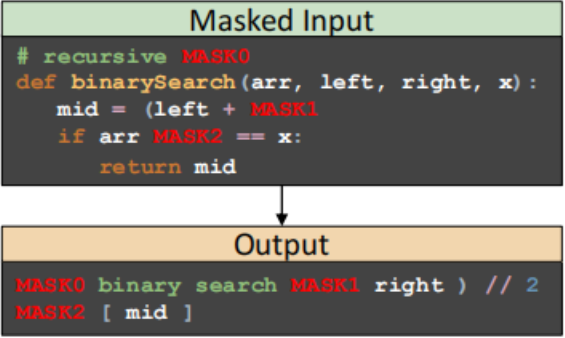 Masked Input
# recursive MASK0
def binarySearch(arr, left, right, x):
mid = (left + MASK1
if arr MASK2 == x:
return mid
Output
MASK0 binary search MASK1 right ) // 2
MASK2 [ mid ]